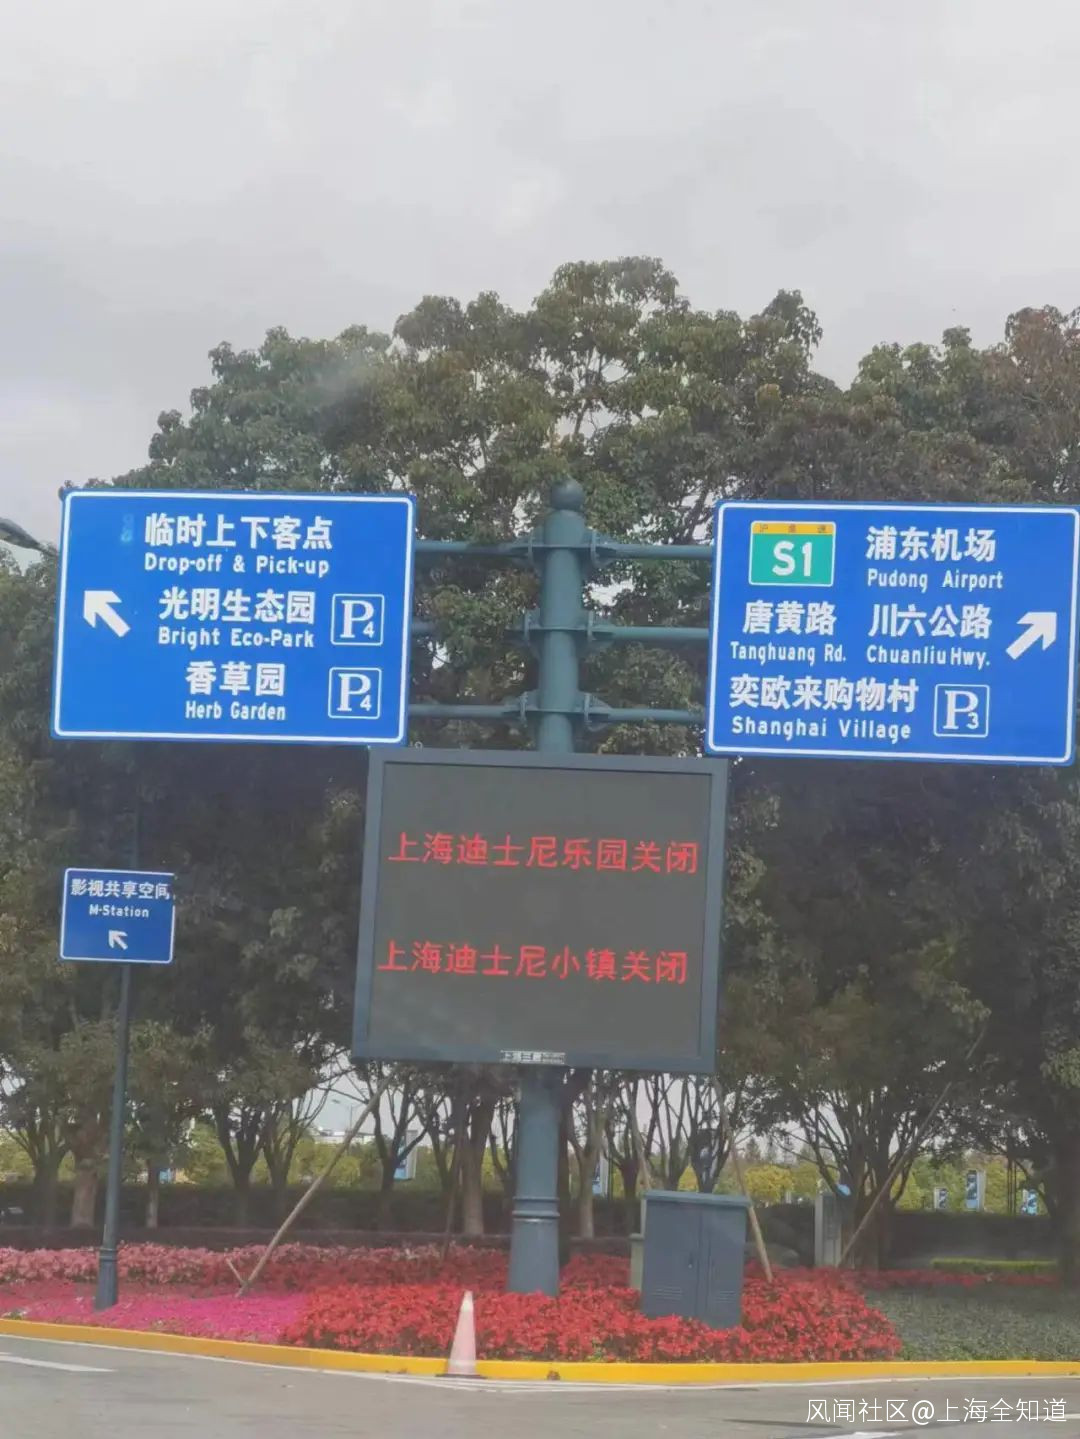 临时上下客点
Drop-off & Pick-up
光明生态园 P4
Bright Eco-Park
香草园 P4
Herb Garden
沪高速
S1
浦东机场
Pudong Airport
唐黄路 川六公路
Tanghuang Rd. Chuanliu Hwy.
奕欧来购物村 P3
Shanghai Village
上海迪士尼乐园关闭
上海迪士尼小镇关闭
影视共享空间
M-Station
风闻社区@上海全知道